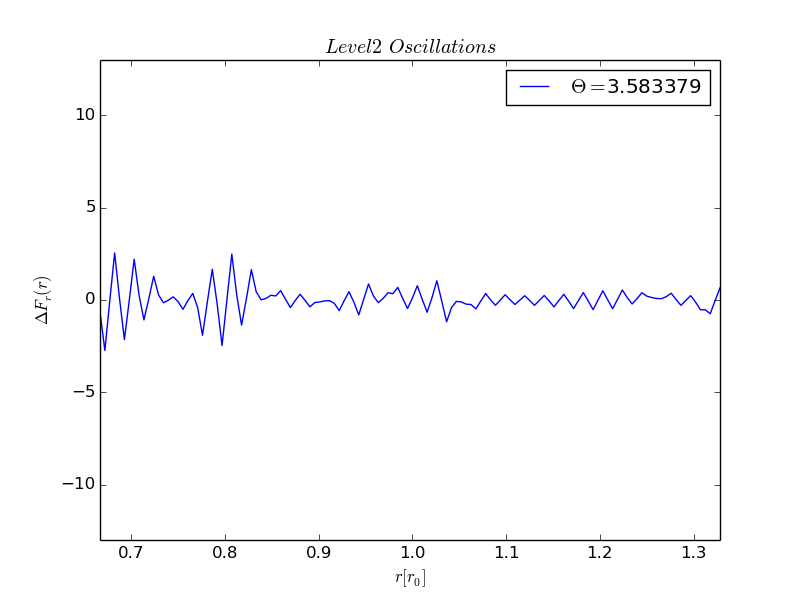 Level2 Oscillations
Θ=3.583379
10
5
0
−5
−10
ΔF_r(r)
0.7 0.8 0.9 1.0 1.1 1.2 1.3
r[r_0]